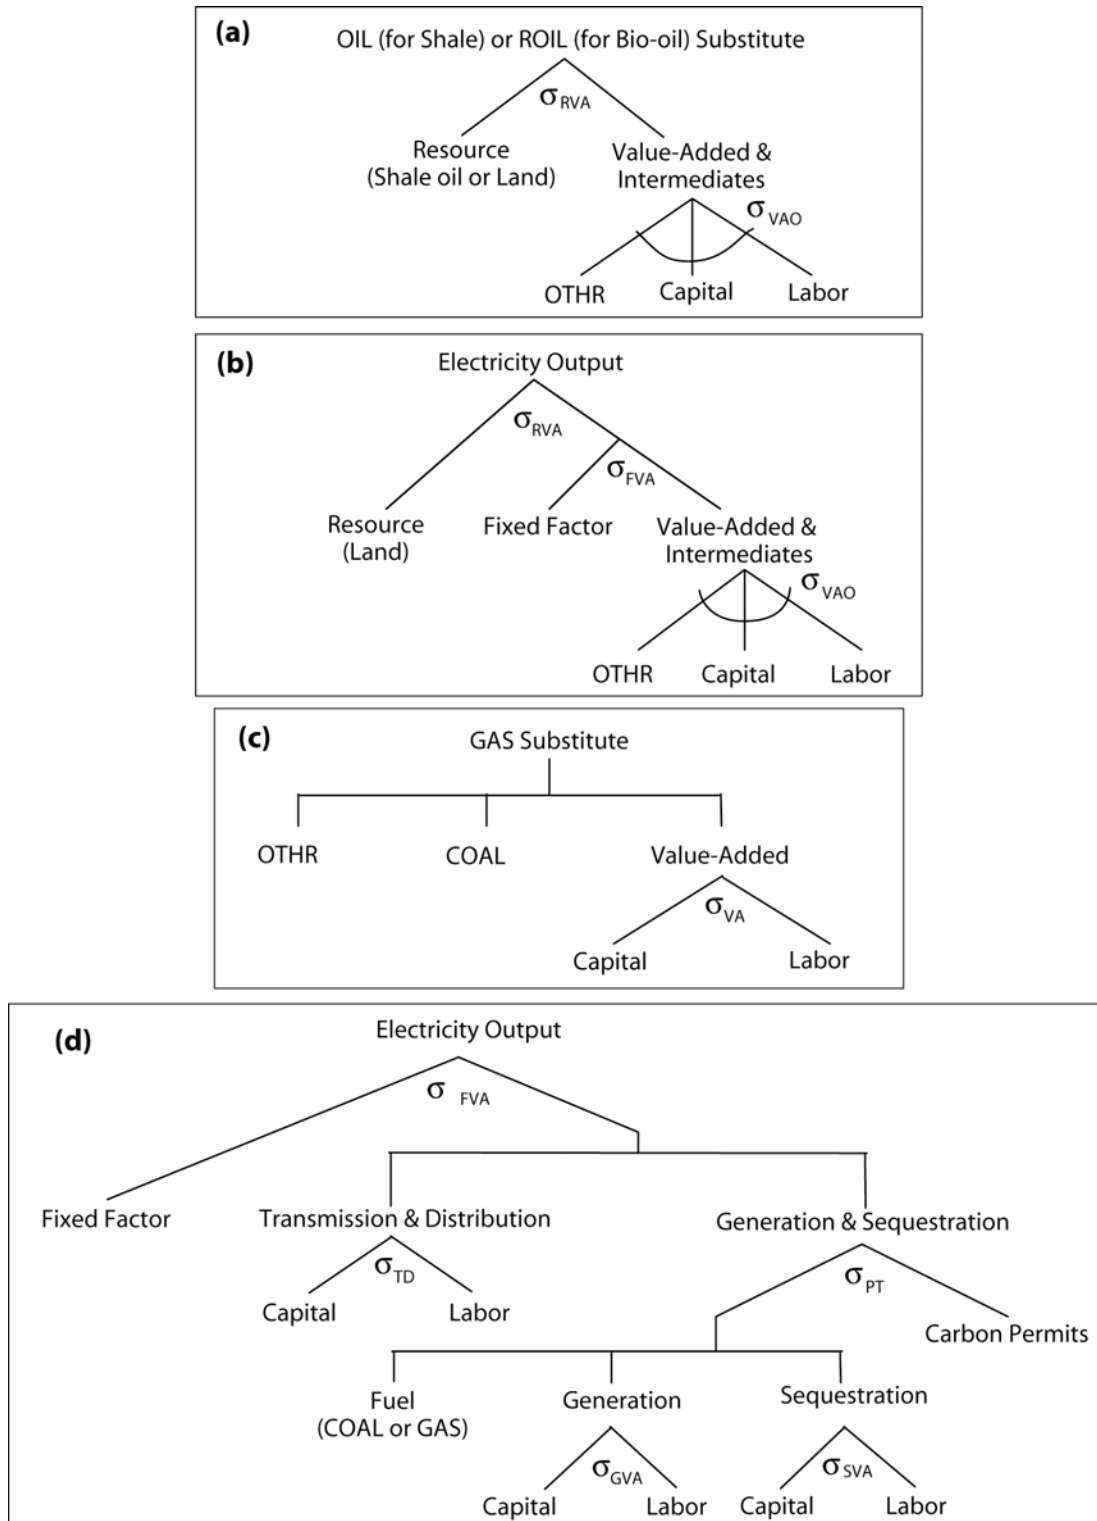 (a)
OIL (for Shale) or ROIL (for Bio-oil) Substitute
σRVA
Resource
(Shale oil or Land)
Value-Added &
Intermediates
σVAO
OTHR
Capital
Labor
(b)
Electricity Output
σRVA
σFVA
Resource
(Land)
Fixed Factor
Value-Added &
Intermediates
σVAO
OTHR
Capital
Labor
(c)
GAS Substitute
OTHR
COAL
Value-Added
σVA
Capital
Labor
(d)
Electricity Output
σ FVA
Fixed Factor
Transmission & Distribution
Generation & Sequestration
σTD
σPT
Capital
Labor
Carbon Permits
Fuel
(COAL or GAS)
Generation
Sequestration
σGVA
σSVA
Capital
Labor
Capital
Labor